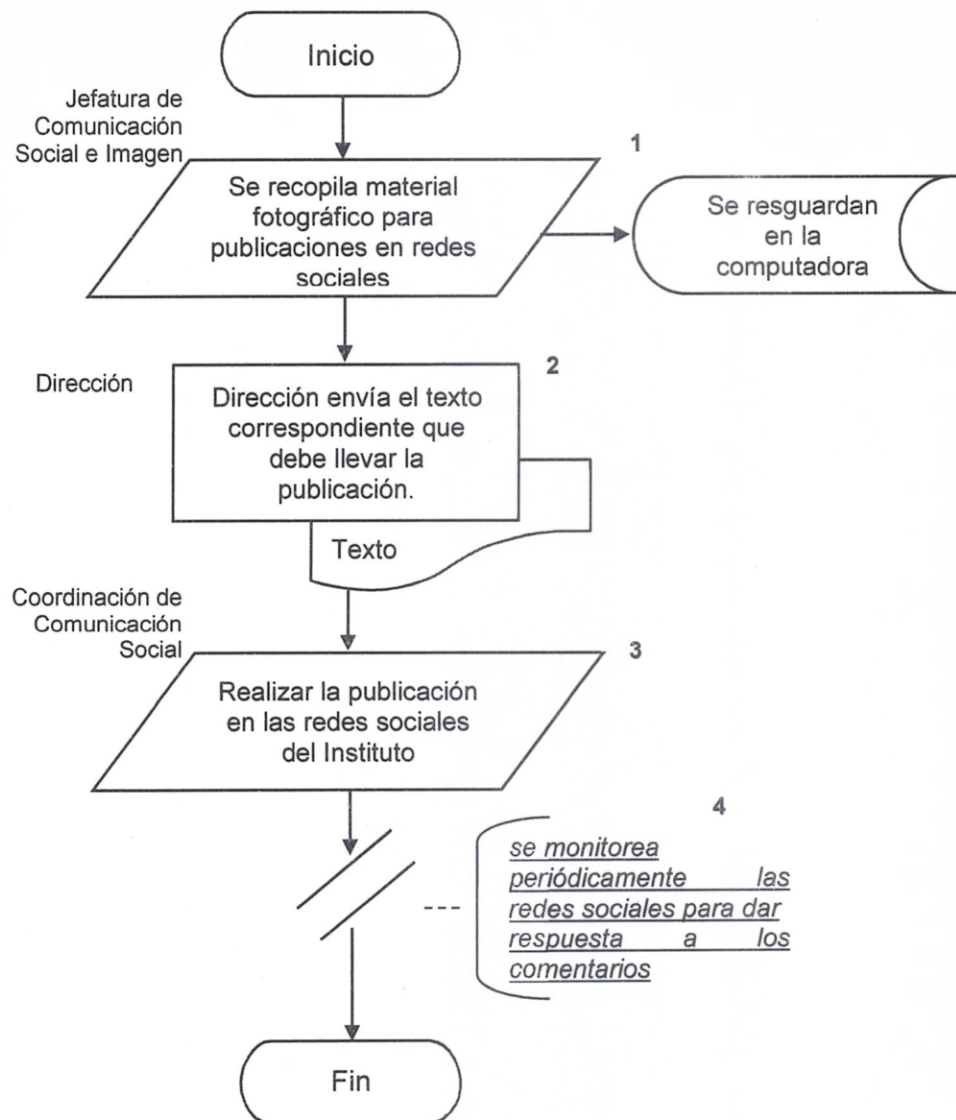 Inicio
Jefatura de
Comunicación
Social e Imagen
1
Se recopila material
fotográfico para
publicaciones en redes
sociales
Se resguardan
en la
computadora
Dirección
2
Dirección envía el texto
correspondiente que
debe llevar la
publicación.
Texto
Coordinación de
Comunicación
Social
3
Realizar la publicación
en las redes sociales
del Instituto
4
se monitorea
periódicamente las
redes sociales para dar
respuesta a los
comentarios
Fin